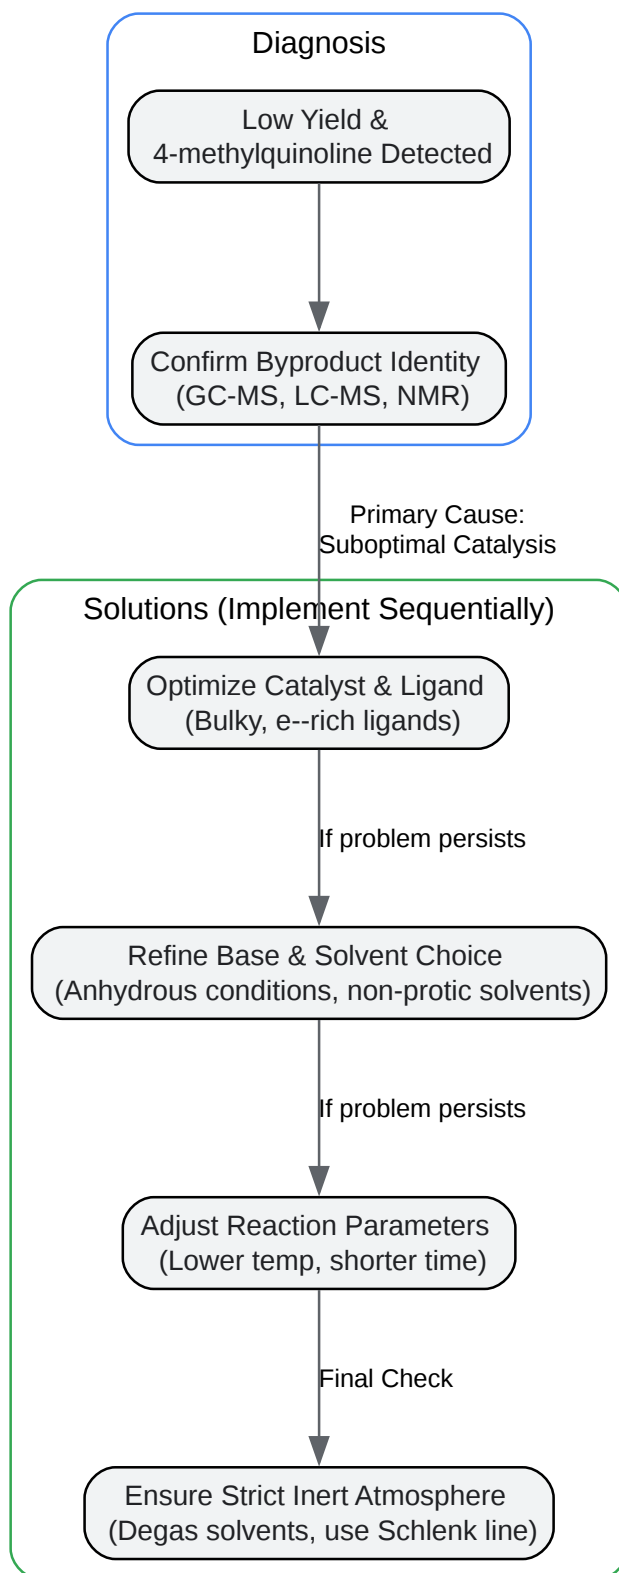 Diagnosis
Low Yield &
4-methylquinoline Detected
Confirm Byproduct Identity
(GC-MS, LC-MS, NMR)
Primary Cause:
Suboptimal Catalysis
Solutions (Implement Sequentially)
Optimize Catalyst & Ligand
(Bulky, e--rich ligands)
If problem persists
Refine Base & Solvent Choice
(Anhydrous conditions, non-protic solvents)
If problem persists
Adjust Reaction Parameters
(Lower temp, shorter time)
Final Check
Ensure Strict Inert Atmosphere
(Degas solvents, use Schlenk line)